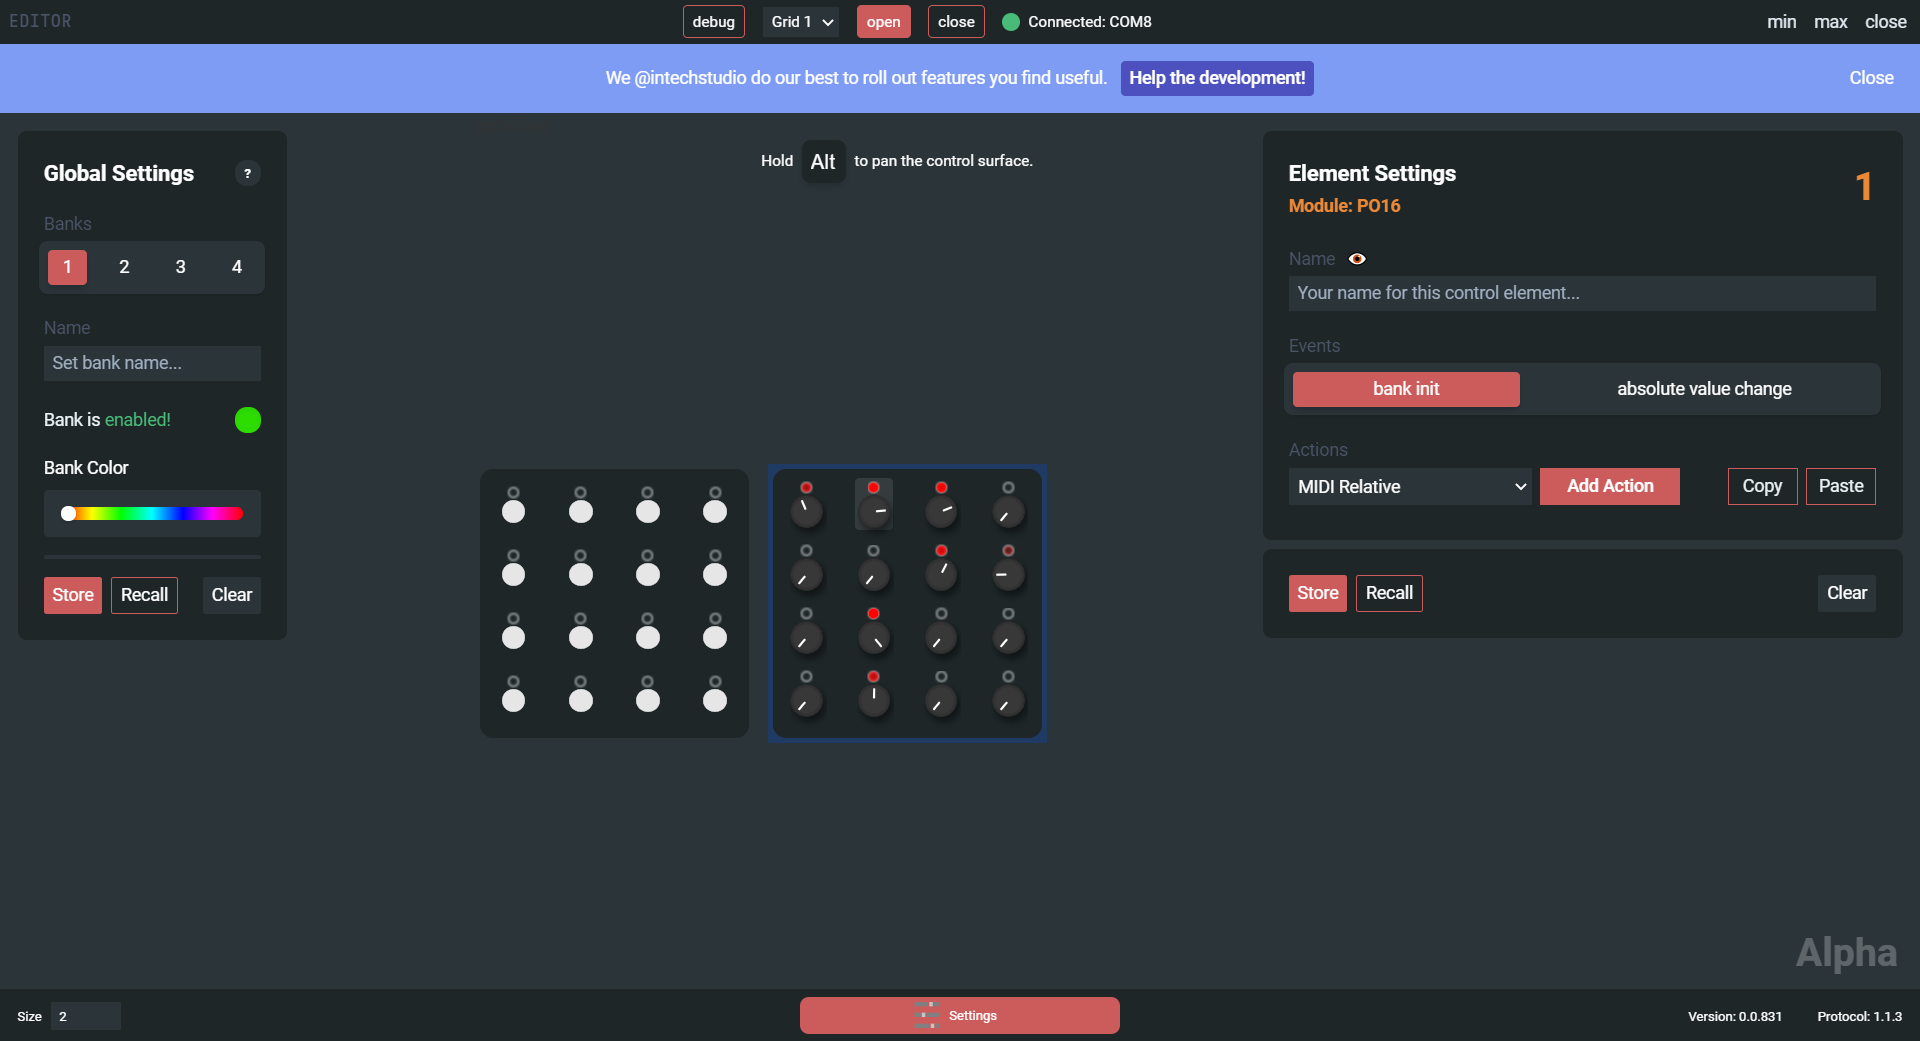 EDITOR
debug
Grid 1
open
close
Connected: COM8
min max close
We @intechstudio do our best to roll out features you find useful.
Help the development!
Close
Hold Alt to pan the control surface.
Global Settings
?
Banks
1 2 3 4
Name
Set bank name...
Bank is enabled!
Bank Color
Store
Recall
Clear
Element Settings
1
Module: PO16
Name
Your name for this control element...
Events
bank init
absolute value change
Actions
MIDI Relative
Add Action
Copy
Paste
Store
Recall
Clear
Alpha
Size 2
Settings
Version: 0.0.831
Protocol: 1.1.3